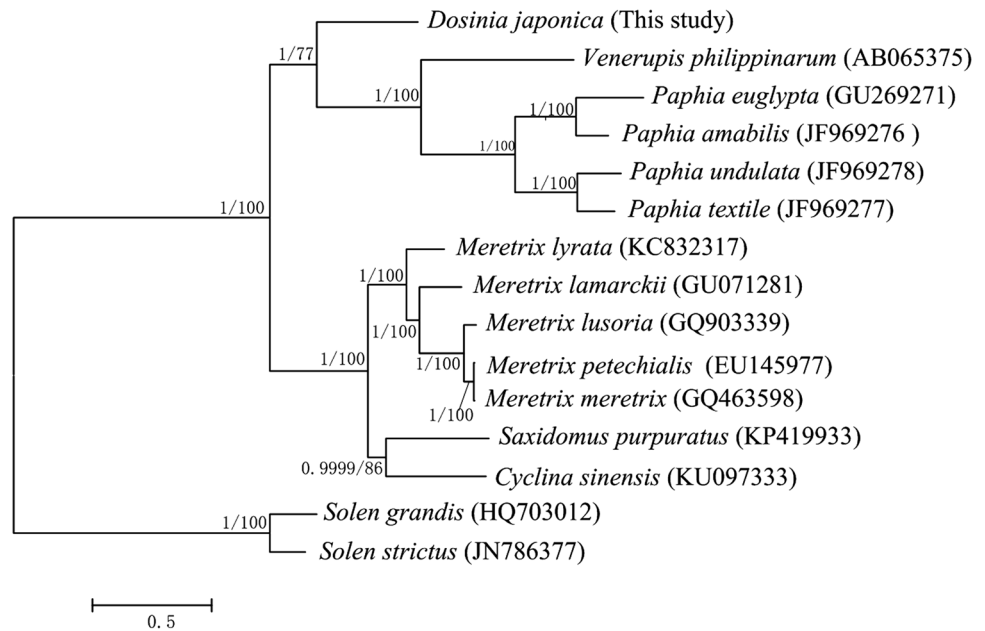 Dosinia japonica (This study)
1/77
Venerupis philippinarum (AB065375)
1/100
Paphia euglypta (GU269271)
1/100
Paphia amabilis (JF969276 )
1/100
Paphia undulata (JF969278)
1/100
Paphia textile (JF969277)
1/100
Meretrix lyrata (KC832317)
1/100
Meretrix lamarckii (GU071281)
Meretrix lusoria (GQ903339)
1/100
1/100
1/100
Meretrix petechialis (EU145977)
Meretrix meretrix (GQ463598)
1/100
Saxidomus purpuratus (KP419933)
0.9999/86
Cyclina sinensis (KU097333)
Solen grandis (HQ703012)
1/100
Solen strictus (JN786377)
0.5